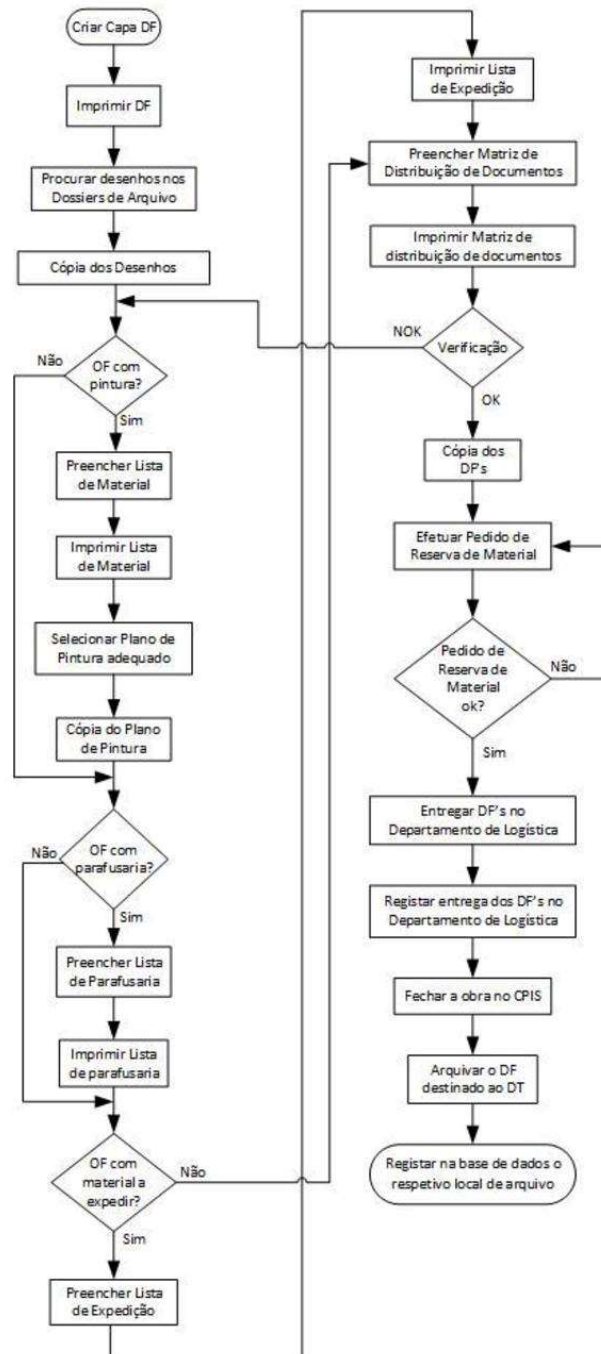 Criar Capa DF
Imprimir DF
Procurar desenhos nos
Dossiers de Arquivo
Cópia dos Desenhos
Não
OF com
pintura?
Sim
Preencher Lista
de Material
Imprimir Lista
de Material
Selecionar Plano de
Pintura adequado
Cópia do Plano
de Pintura
Não
OF com
parafusaria?
Sim
Preencher Lista
de Parafusaria
Imprimir Lista
de parafusaria
OF com
material a
expedir?
Não
Sim
Preencher Lista
de Expedição
Imprimir Lista
de Expedição
Preencher Matriz de
Distribuição de Documentos
Imprimir Matriz de
distribuição de documentos
NOK
Verificação
OK
Cópia dos
DF's
Efetuar Pedido de
Reserva de Material
Pedido de
Reserva de
Material
ok?
Não
Sim
Entregar DF's no
Departamento de Logística
Registar entrega dos DF's no
Departamento de Logística
Fechar a obra no CPIS
Arquivar o DF
destinado ao DT
Registar na base de dados o
respetivo local de arquivo